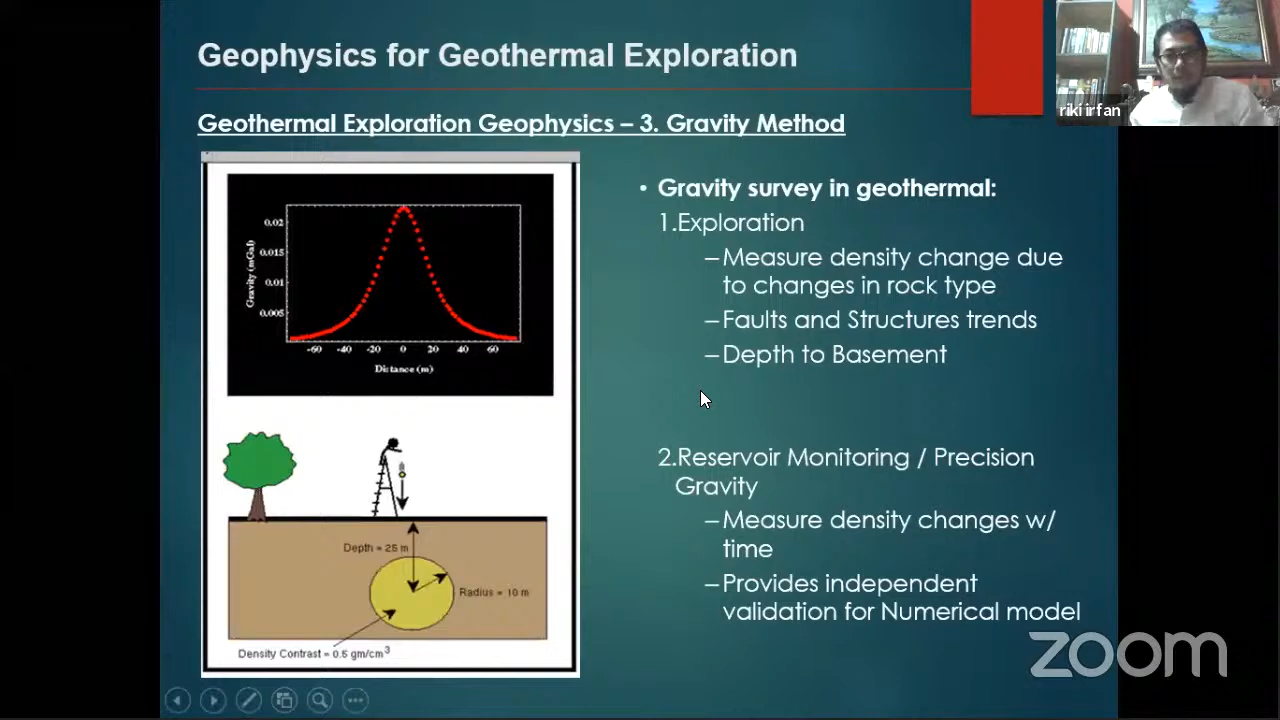 Geophysics for Geothermal Exploration
riki irfan
Geothermal Exploration Geophysics – 3. Gravity Method
0.02
0.015
0.01
0.005
Gravity (mGal)
-60 -40 -20 0 20 40 60
Distance (m)
Depth = 25 m
Radius = 10 m
Density Contrast = 0.5 gm/cm3
• Gravity survey in geothermal:
1.Exploration
–Measure density change due
to changes in rock type
–Faults and Structures trends
–Depth to Basement
2.Reservoir Monitoring / Precision
Gravity
–Measure density changes w/
time
–Provides independent
validation for Numerical model
zoom